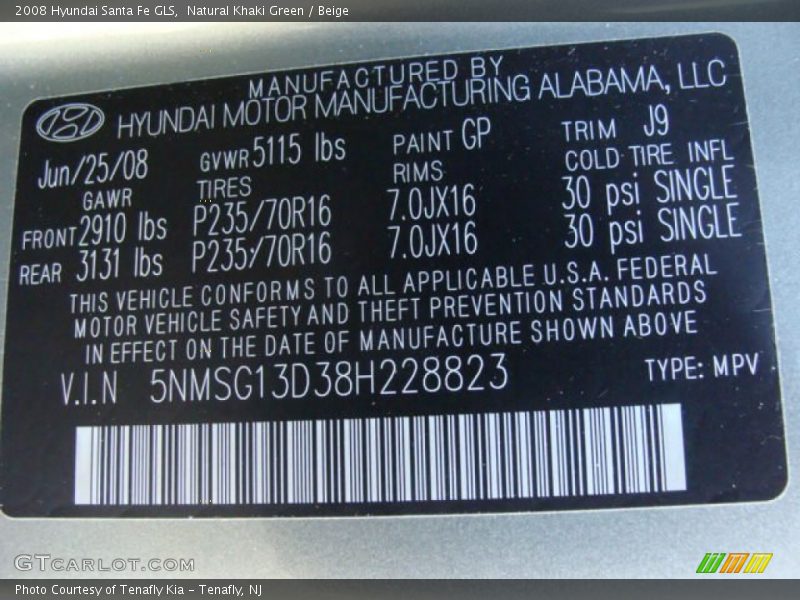 2008 Hyundai Santa Fe GLS, Natural Khaki Green / Beige
MANUFACTURED BY
HYUNDAI MOTOR MANUFACTURING ALABAMA, LLC
Jun/25/08 GVWR 5115 lbs PAINT GP TRIM J9
GAWR TIRES RIMS COLD TIRE INFL
FRONT 2910 lbs P235/70R16 7.0JX16 30 psi SINGLE
REAR 3131 lbs P235/70R16 7.0JX16 30 psi SINGLE
THIS VEHICLE CONFORMS TO ALL APPLICABLE U.S.A. FEDERAL
MOTOR VEHICLE SAFETY AND THEFT PREVENTION STANDARDS
IN EFFECT ON THE DATE OF MANUFACTURE SHOWN ABOVE
V.I.N 5NMSG13D38H228823 TYPE: MPV
GTCARLOT.COM
Photo Courtesy of Tenafly Kia - Tenafly, NJ